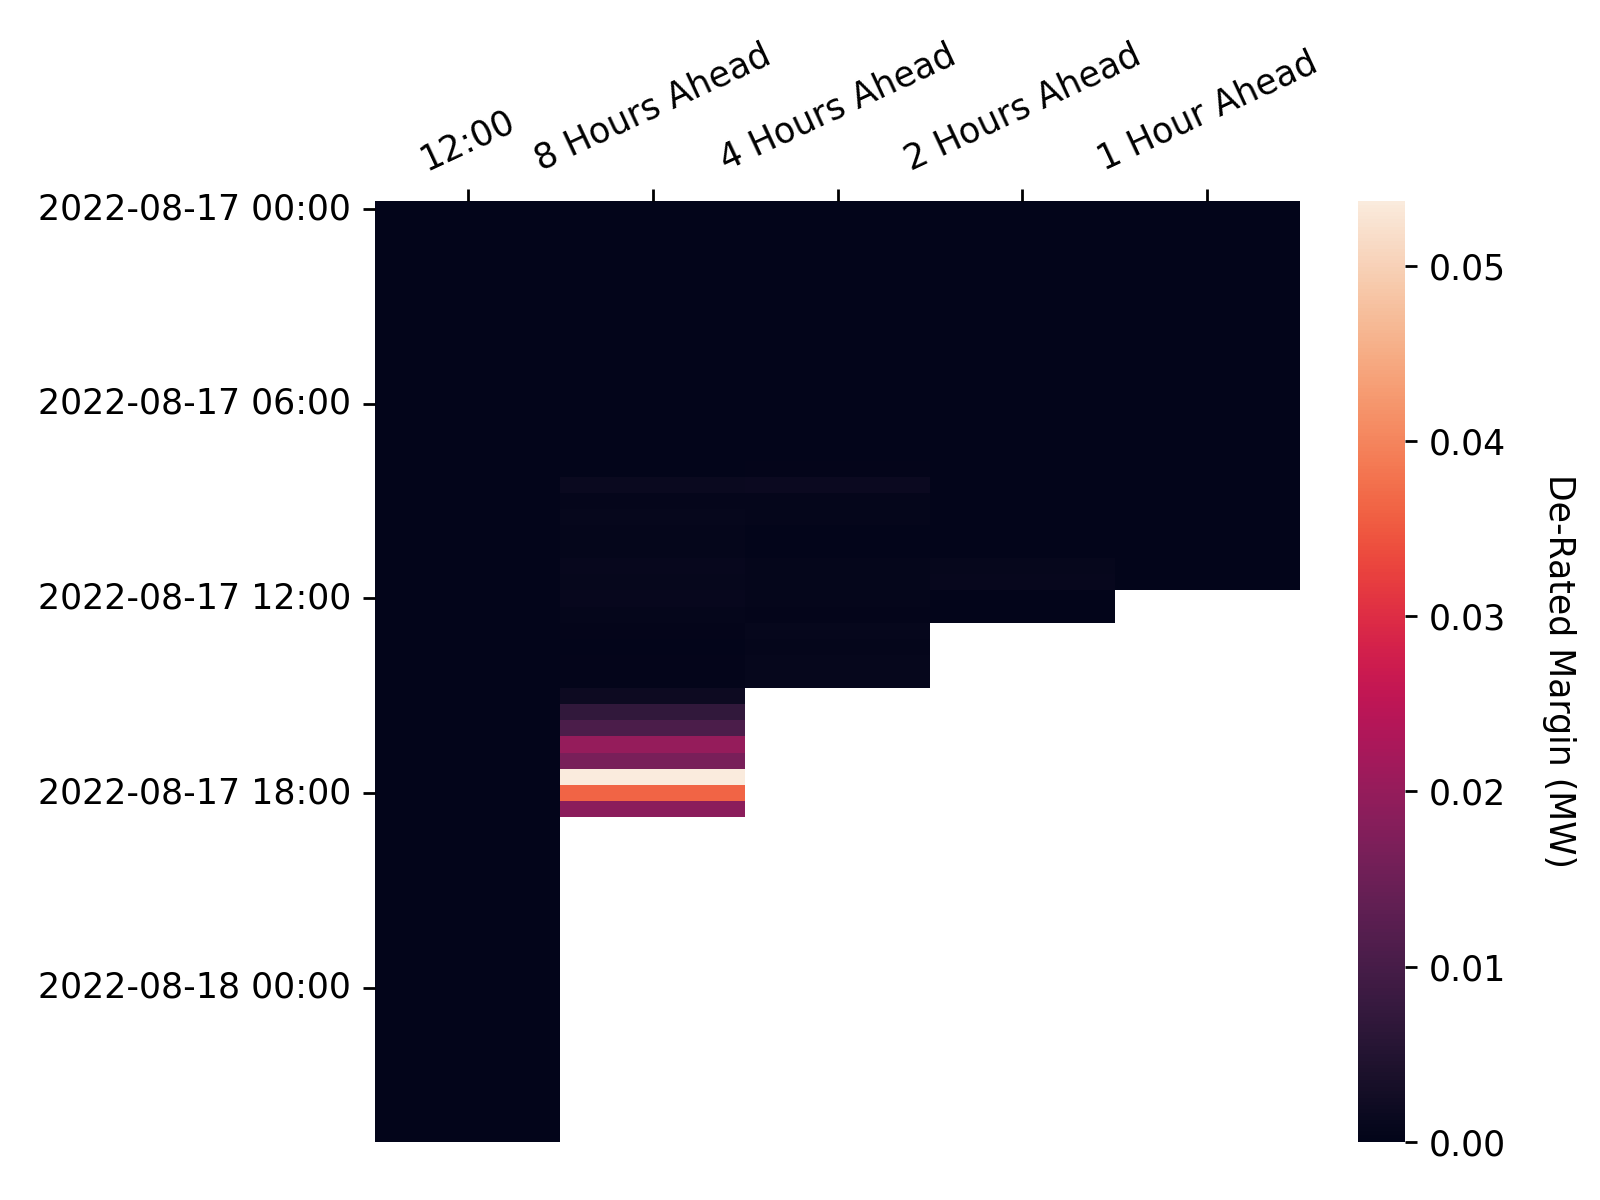 12:00
8 Hours Ahead
4 Hours Ahead
2 Hours Ahead
1 Hour Ahead
2022-08-17 00:00
2022-08-17 06:00
2022-08-17 12:00
2022-08-17 18:00
2022-08-18 00:00
0.05
0.04
0.03
0.02
0.01
0.00
De-Rated Margin (MW)